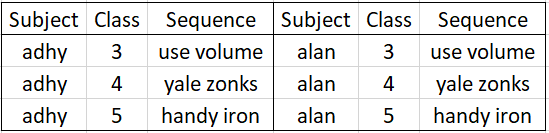 Subject Class Sequence Subject Class Sequence
adhy 3 use volume alan 3 use volume
adhy 4 yale zonks alan 4 yale zonks
adhy 5 handy iron alan 5 handy iron